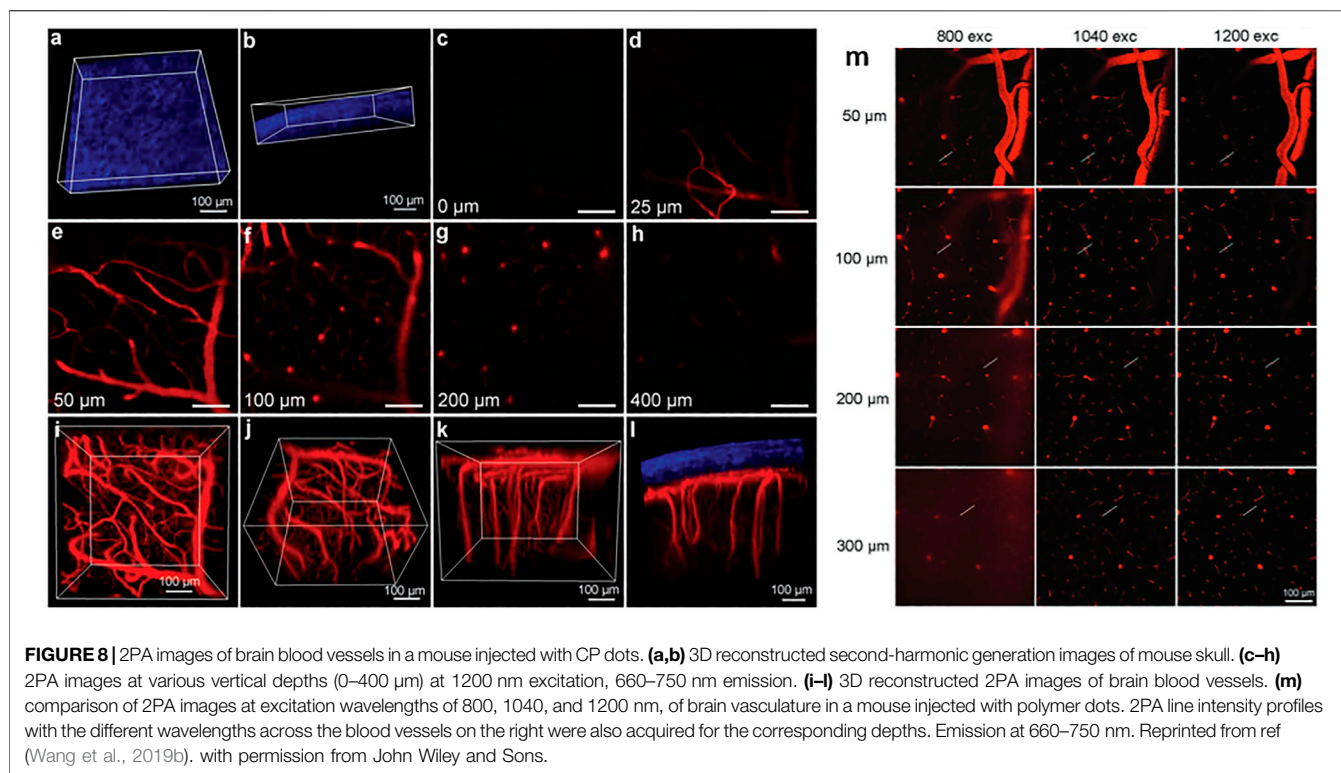 a
b
c
d
100 μm
100 μm
0 μm
25 μm
e
f
g
h
50 μm
100 μm
200 μm
400 μm
i
j
k
l
100 μm
100 μm
100 μm
100 μm
m
800 exc
1040 exc
1200 exc
50 μm
100 μm
200 μm
300 μm
100 μm
FIGURE 8 | 2PA images of brain blood vessels in a mouse injected with CP dots. (a,b) 3D reconstructed second-harmonic generation images of mouse skull. (c–h)
2PA images at various vertical depths (0–400 μm) at 1200 nm excitation, 660–750 nm emission. (i–l) 3D reconstructed 2PA images of brain blood vessels. (m)
comparison of 2PA images at excitation wavelengths of 800, 1040, and 1200 nm, of brain vasculature in a mouse injected with polymer dots. 2PA line intensity profiles
with the different wavelengths across the blood vessels on the right were also acquired for the corresponding depths. Emission at 660–750 nm. Reprinted from ref
(Wang et al., 2019b). with permission from John Wiley and Sons.